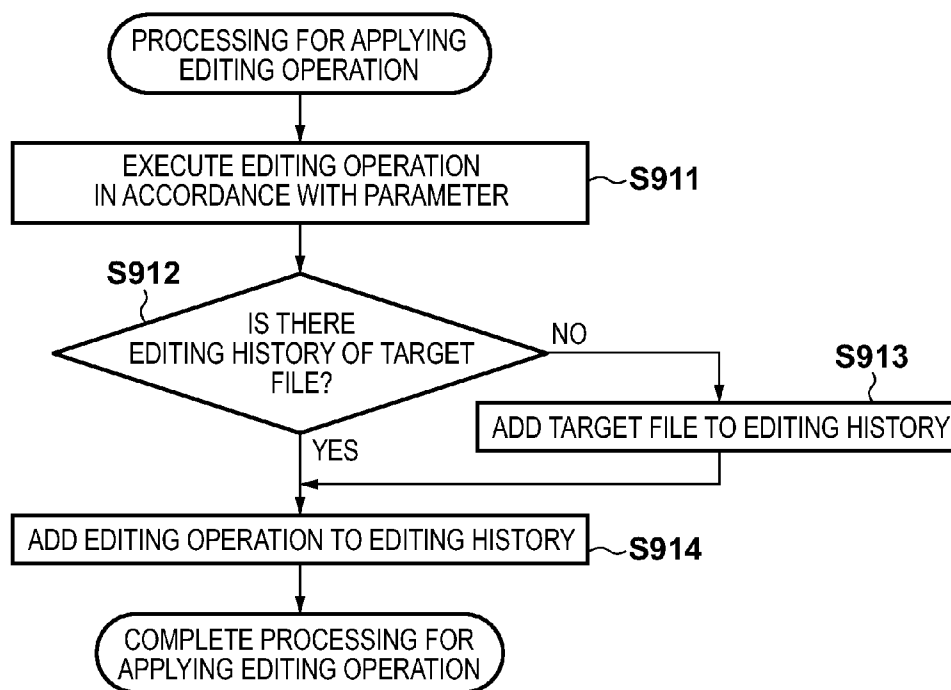 PROCESSING FOR APPLYING
EDITING OPERATION
EXECUTE EDITING OPERATION
IN ACCORDANCE WITH PARAMETER
S911
S912
IS THERE
EDITING HISTORY OF TARGET
FILE?
NO
S913
ADD TARGET FILE TO EDITING HISTORY
YES
ADD EDITING OPERATION TO EDITING HISTORY
S914
COMPLETE PROCESSING FOR
APPLYING EDITING OPERATION